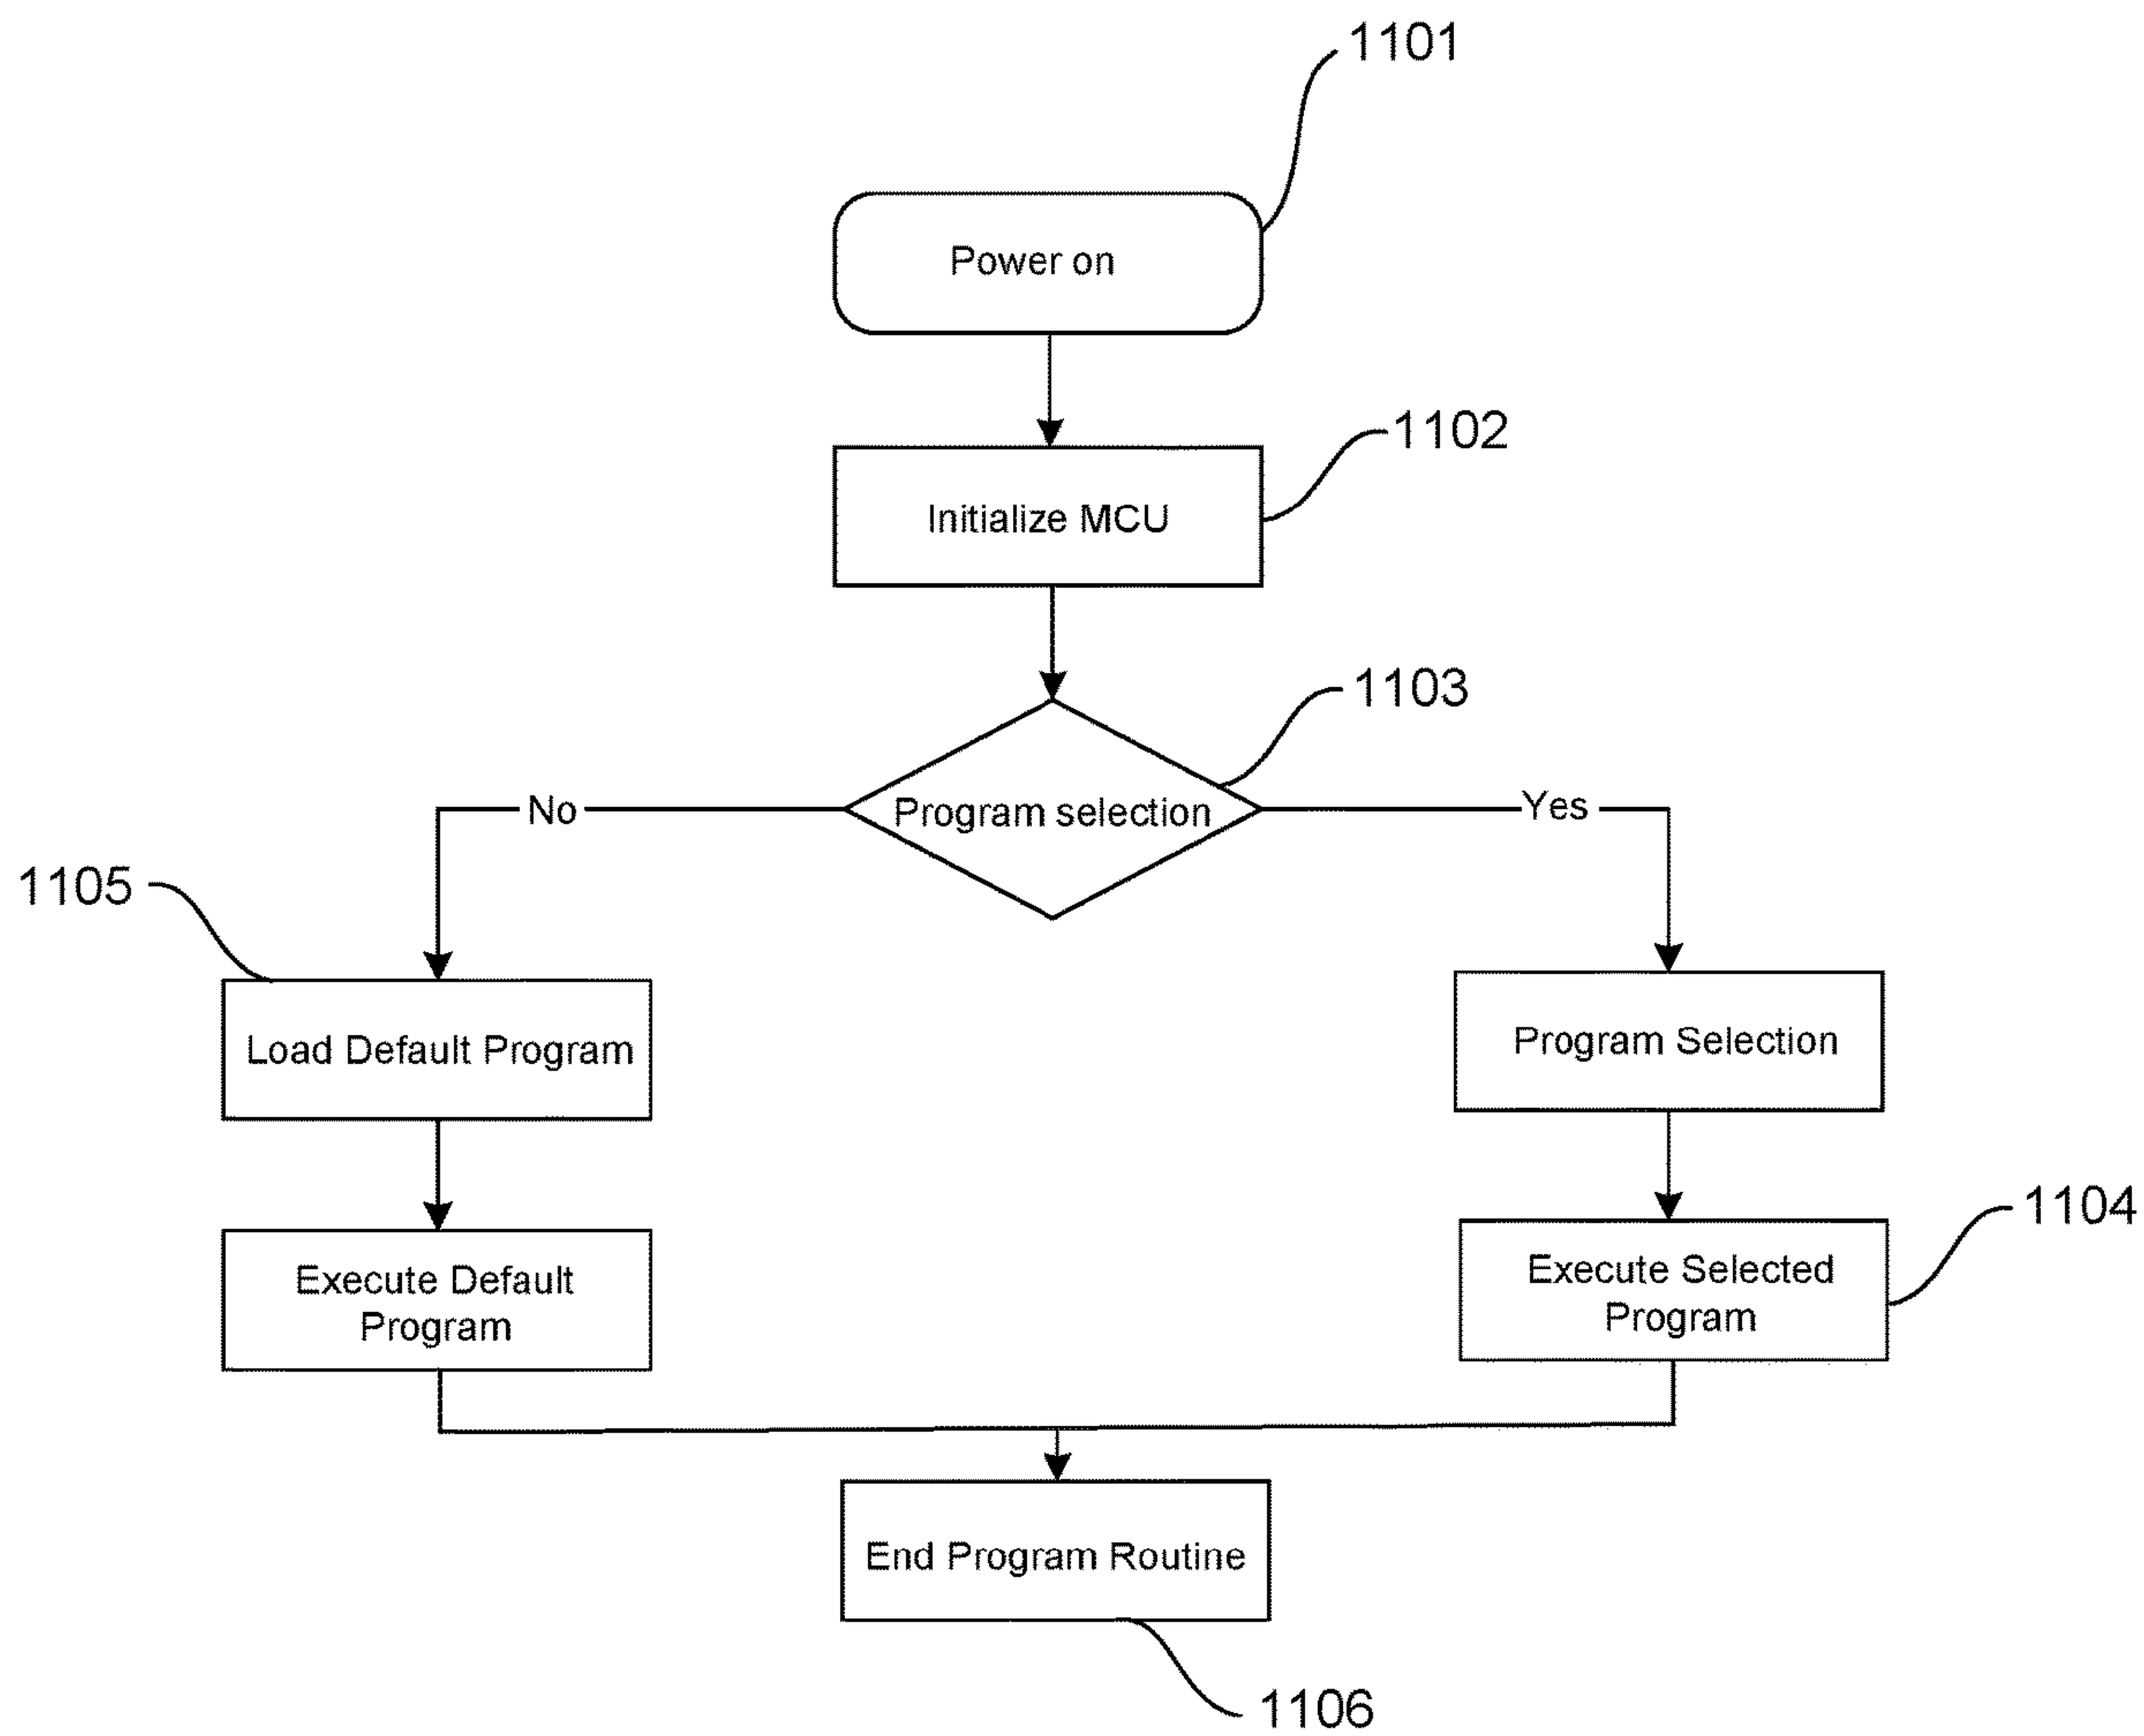 1101
Power on
1102
Initialize MCU
1103
Program selection
No
Yes
1105
Load Default Program
Program Selection
1104
Execute Default
Program
Execute Selected
Program
End Program Routine
1106